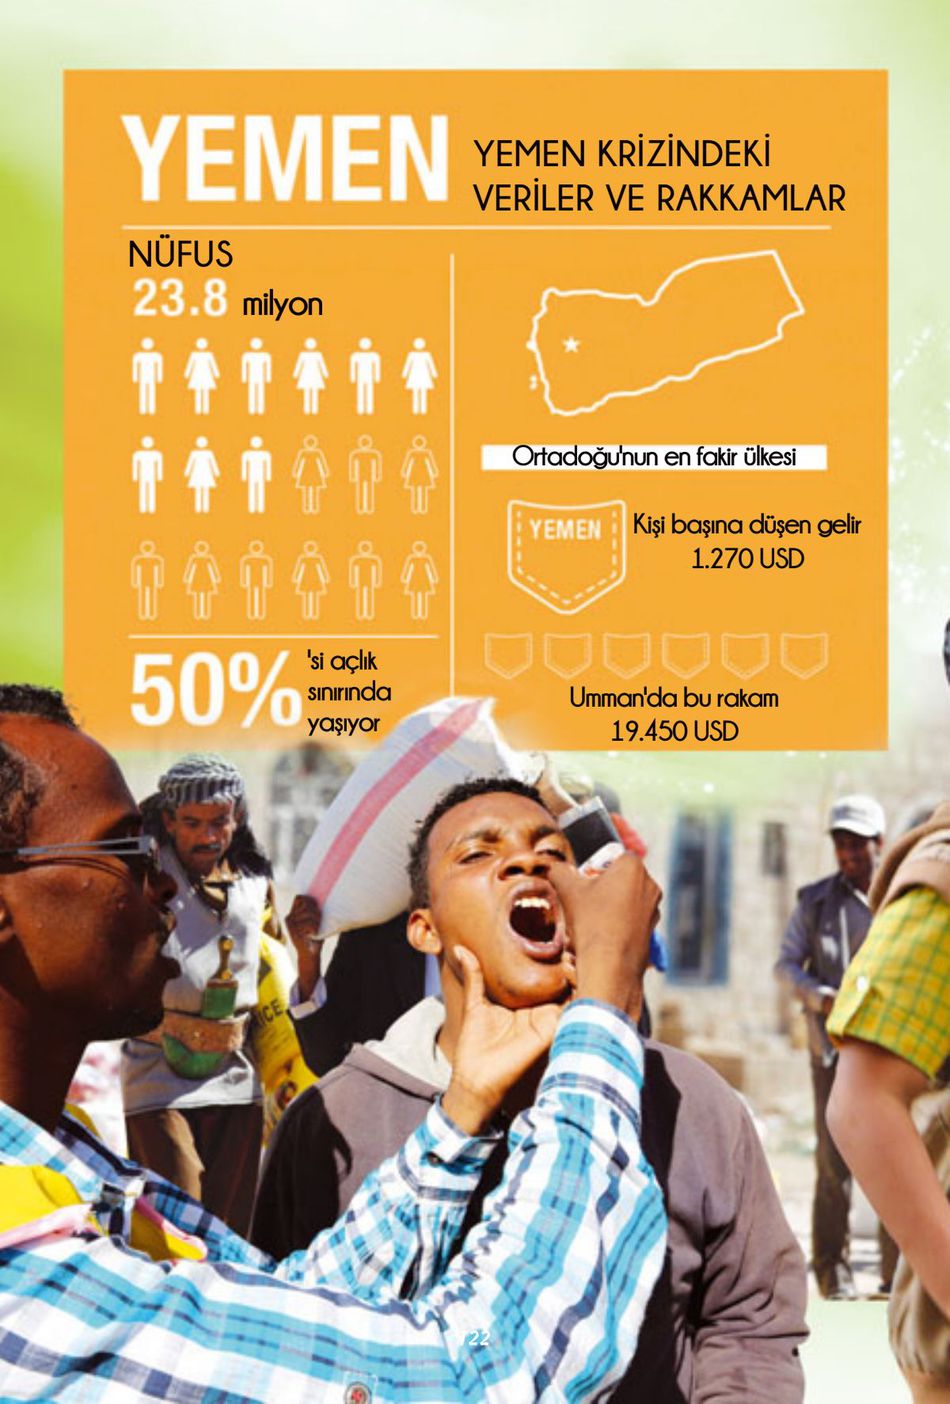 YEMEN
YEMEN KRİZİNDEKİ
VERİLER VE RAKKAMLAR
NÜFUS
23.8 milyon
50% 'si açlık
sınırında
yaşıyor
Ortadoğu'nun en fakir ülkesi
YEMEN
Kişi başına düşen gelir
1.270 USD
Umman'da bu rakam
19.450 USD
ICE
22